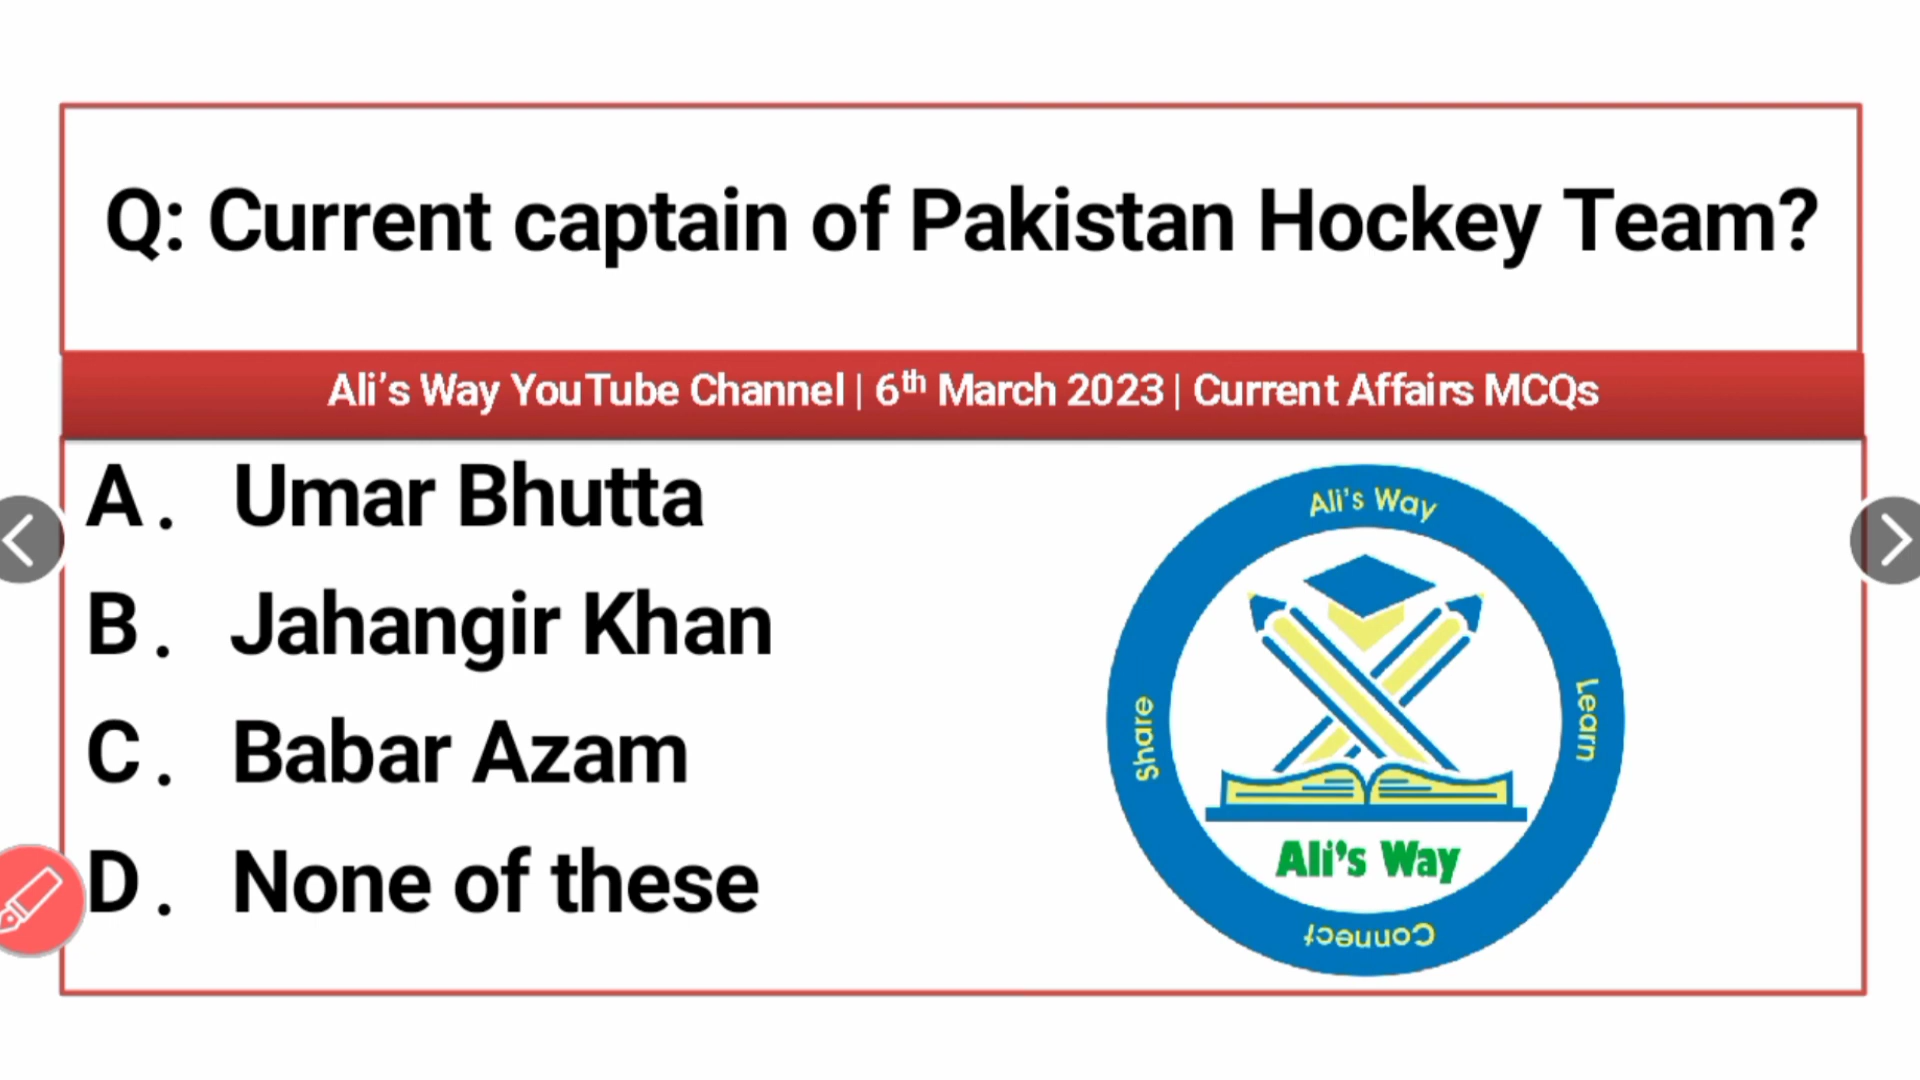 Q: Current captain of Pakistan Hockey Team?
Ali's Way YouTube Channel | 6th March 2023 | Current Affairs MCQs
A. Umar Bhutta
B. Jahangir Khan
C. Babar Azam
D. None of these
Ali's Way
Share
Learn
Ali's Way
Connect